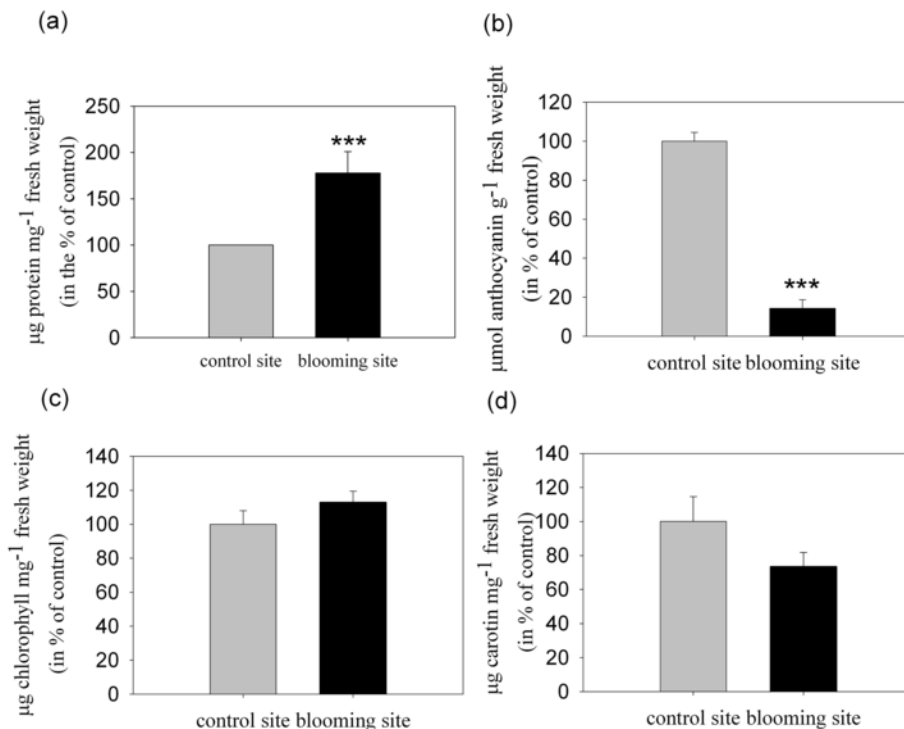 (a)
µg protein mg-1 fresh weight
(in the % of control)
250
200
150
100
50
0
***
control site blooming site
(b)
µmol anthocyanin g-1 fresh weight
(in % of control)
120
100
80
60
40
20
0
***
control site blooming site
(c)
µg chlorophyll mg-1 fresh weight
(in % of control)
140
120
100
80
60
40
20
0
control site blooming site
(d)
µg carotin mg-1 fresh weight
(in % of control)
140
120
100
80
60
40
20
0
control site blooming site